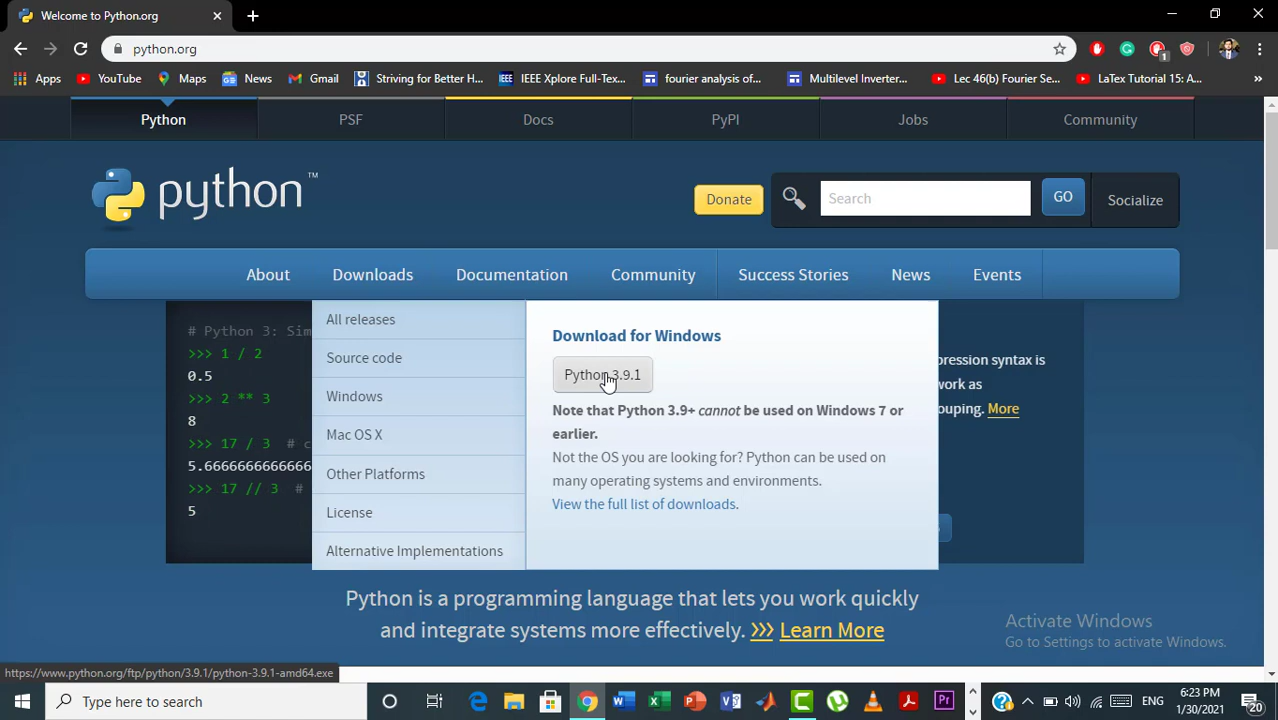 Welcome to Python.org
python.org
1
Apps
YouTube
Maps
News
Gmail
Striving for Better H...
IEEE Xplore Full-Text...
fourier analysis of...
Multilevel Inverter...
Lec 46(b) Fourier Se...
LaTex Tutorial 15: A...
Python
PSF
Docs
PyPI
Jobs
Community
python™
Donate
Search
GO
Socialize
About
Downloads
Documentation
Community
Success Stories
News
Events
# Python 3: Sim
>>> 1 / 2
0.5
>>> 2 ** 3
8
>>> 17 / 3 # c
5.6666666666666
>>> 17 // 3 #
5
All releases
Source code
Windows
Mac OS X
Other Platforms
License
Alternative Implementations
Download for Windows
Python 3.9.1
Note that Python 3.9+ cannot be used on Windows 7 or
earlier.
Not the OS you are looking for? Python can be used on
many operating systems and environments.
View the full list of downloads.
pression syntax is
work as
ouping. More
Python is a programming language that lets you work quickly
and integrate systems more effectively. >>> Learn More
Activate Windows
Go to Settings to activate Windows.
https://www.python.org/ftp/python/3.9.1/python-3.9.1-amd64.exe
Type here to search
ENG
6:23 PM
1/30/2021
20